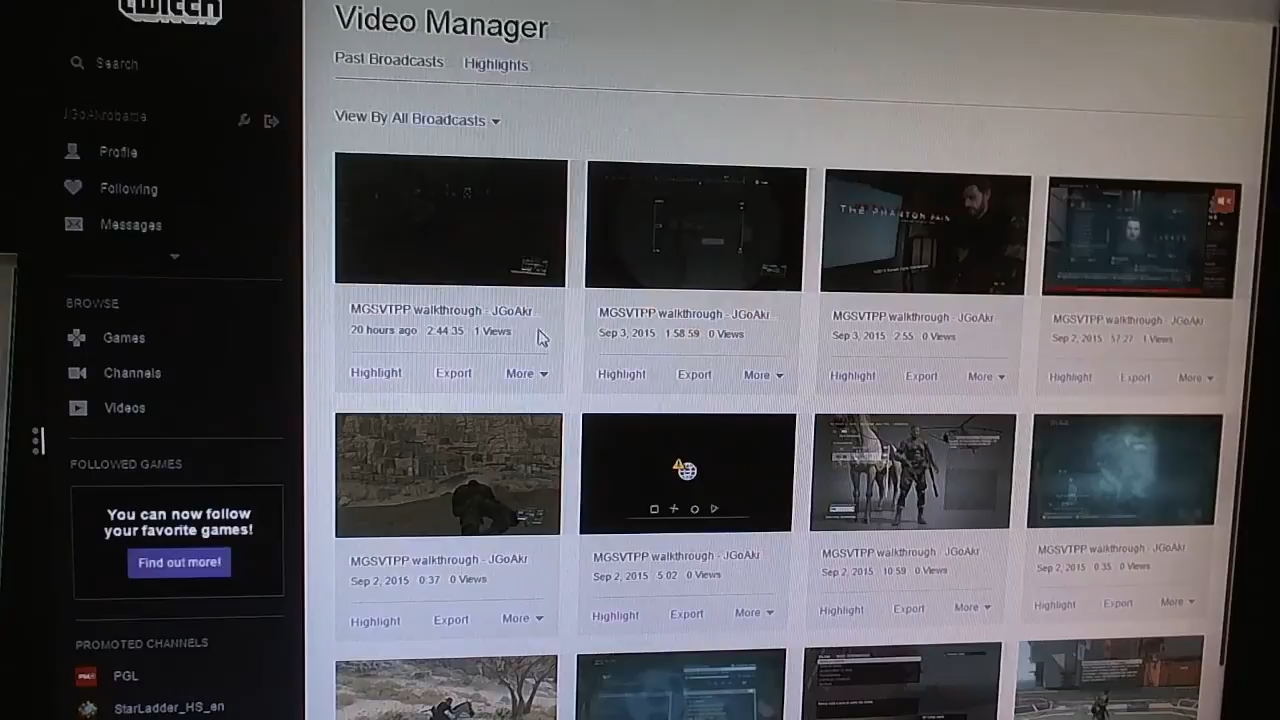 twitch
Video Manager
Search
Past Broadcasts Highlights
View By All Broadcasts
Profile
Following
Messages
THE PHANTOM PAIN
BROWSE
Games
Channels
Videos
MGSVTPP walkthrough - JGoAkr...
20 hours ago 2:44:35 1 Views
Highlight Export More
MGSVTPP walkthrough - JGoAkr...
Sep 3, 2015 1:58:59 0 Views
Highlight Export More
MGSVTPP walkthrough - JGoAkr
Sep 3, 2015 2:55 0 Views
Highlight Export More
MGSVTPP walkthrough - JGoAkr
Sep 2, 2015 57:27 1 Views
Highlight Export More
FOLLOWED GAMES
You can now follow
your favorite games!
Find out more!
MGSVTPP walkthrough - JGoAkr
Sep 2, 2015 0:37 0 Views
Highlight Export More
MGSVTPP walkthrough - JGoAkr
Sep 2, 2015 5:02 0 Views
Highlight Export More
MGSVTPP walkthrough - JGoAkr
Sep 2, 2015 10:59 0 Views
Highlight Export More
MGSVTPP walkthrough - JGoAkr
Sep 2, 2015 0:35 0 Views
Highlight Export More
PROMOTED CHANNELS
PGL
StarLadder_HS_en